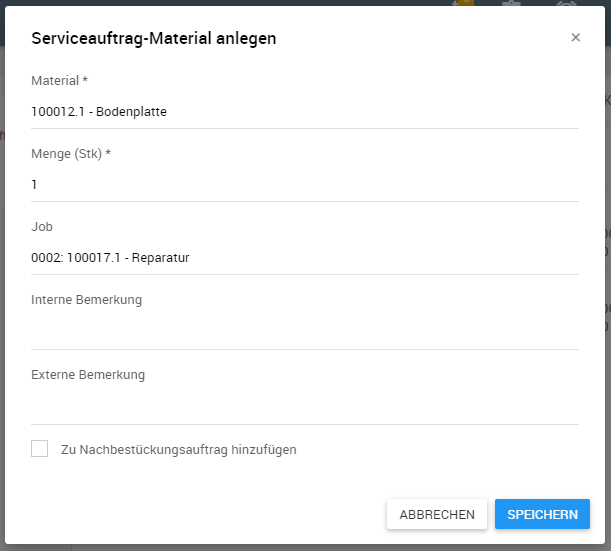 Serviceauftrag-Material anlegen
×
Material *
100012.1 - Bodenplatte
Menge (Stk) *
1
Job
0002: 100017.1 - Reparatur
Interne Bemerkung
Externe Bemerkung
Zu Nachbestückungsauftrag hinzufügen
ABBRECHEN
SPEICHERN